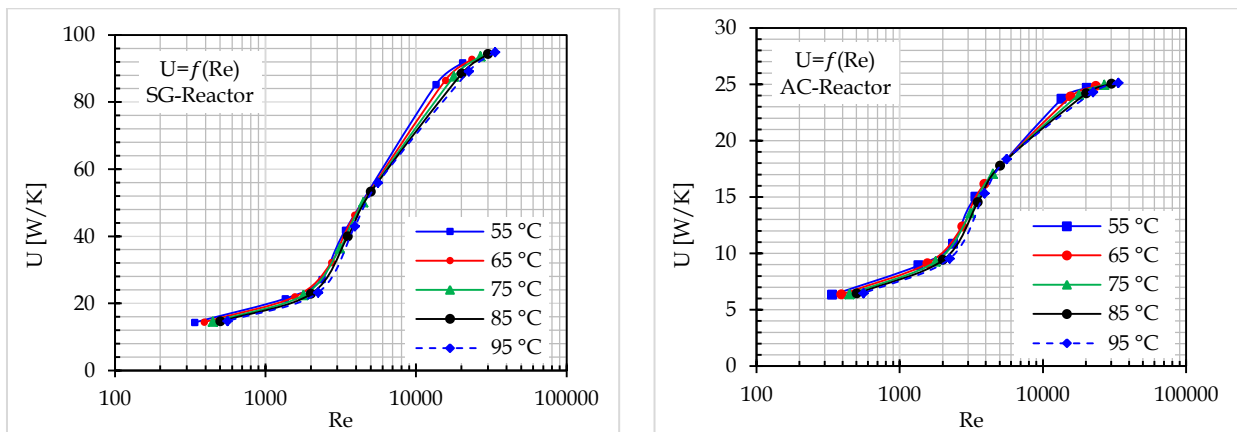 U=ƒ(Re)
SG-Reactor
U [W/K]
100
80
60
40
20
0
100
1000
10000
100000
Re
55 °C
65 °C
75 °C
85 °C
95 °C
U=ƒ(Re)
AC-Reactor
U [W/K]
30
25
20
15
10
5
0
100
1000
10000
100000
Re
55 °C
65 °C
75 °C
85 °C
95 °C